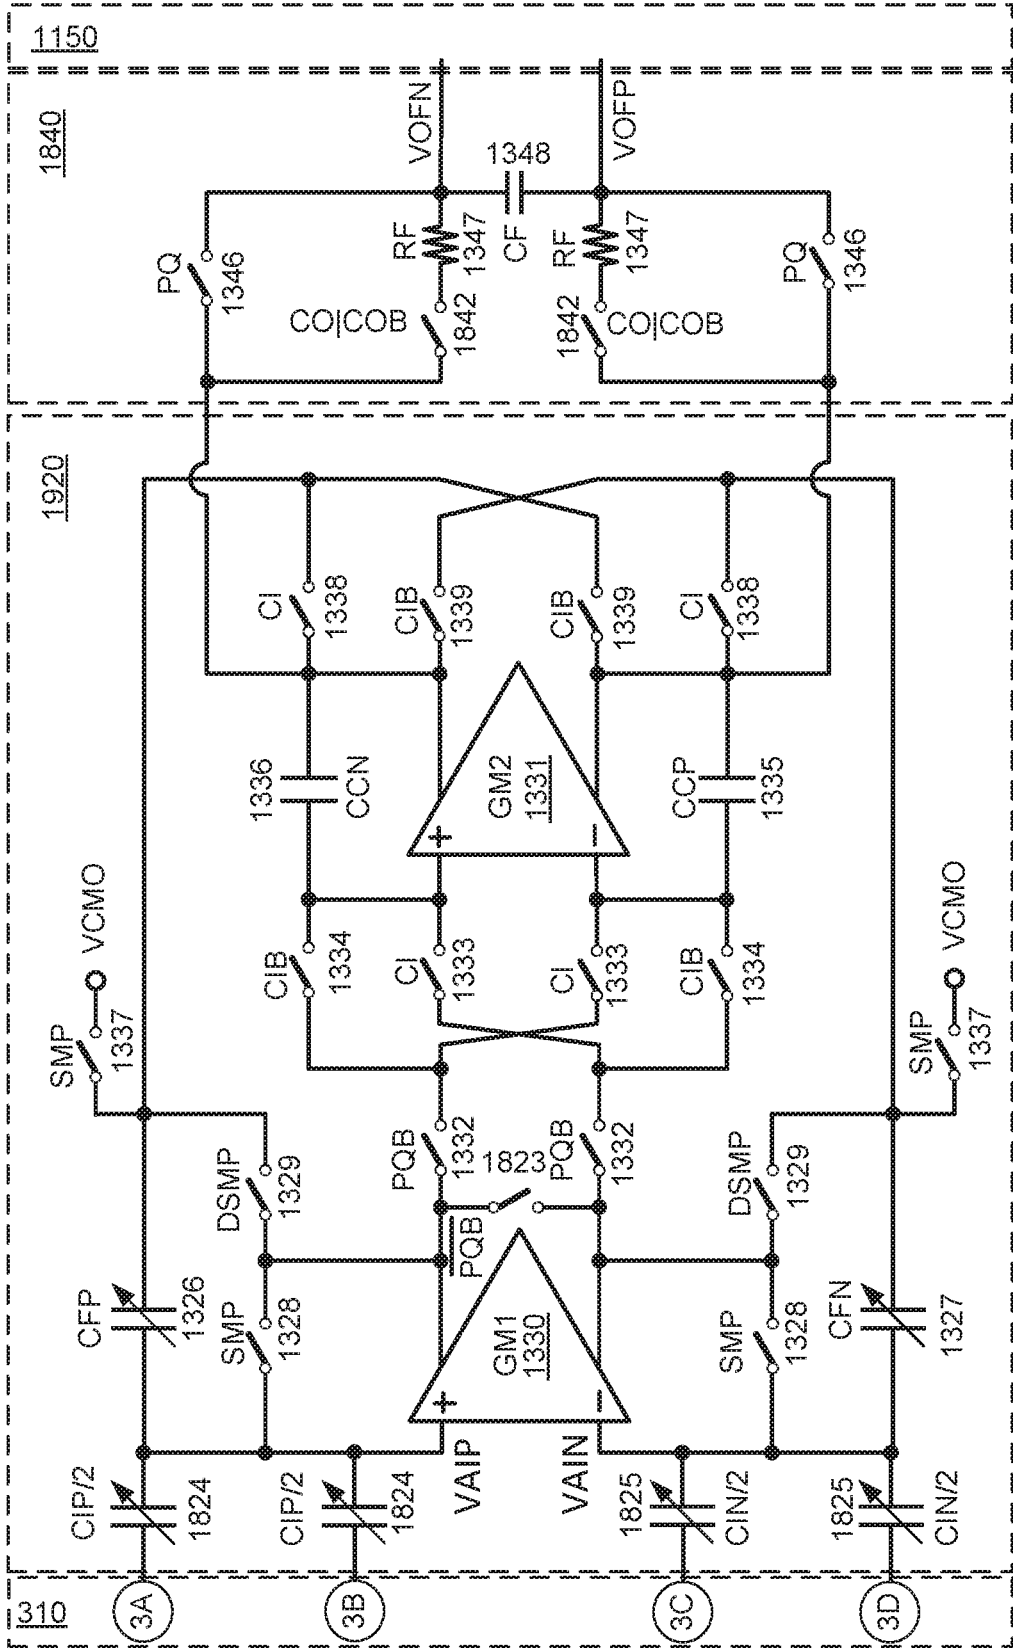 1150
1840
VOFN
VOFP
1348
CF
PQ
1346
RF
1347
RF
1347
PQ
1346
CO|COB
1842
1842
CO|COB
1920
CI
1338
CIB
1339
CIB
1339
CI
1338
1336
CCN
GM2
1331
+
−
CCP
1335
VCMO
SMP
1337
CIB
1334
CI
1333
CI
1333
CIB
1334
VCMO
SMP
1337
DSMP
1329
PQB
1332
1823
PQB
PQB
1332
DSMP
1329
CFP
1326
SMP
1328
GM1
1330
+
−
SMP
1328
CFN
1327
CIP/2
1824
CIP/2
1824
VAIP
VAIN
1825
CIN/2
1825
CIN/2
310
3A
3B
3C
3D